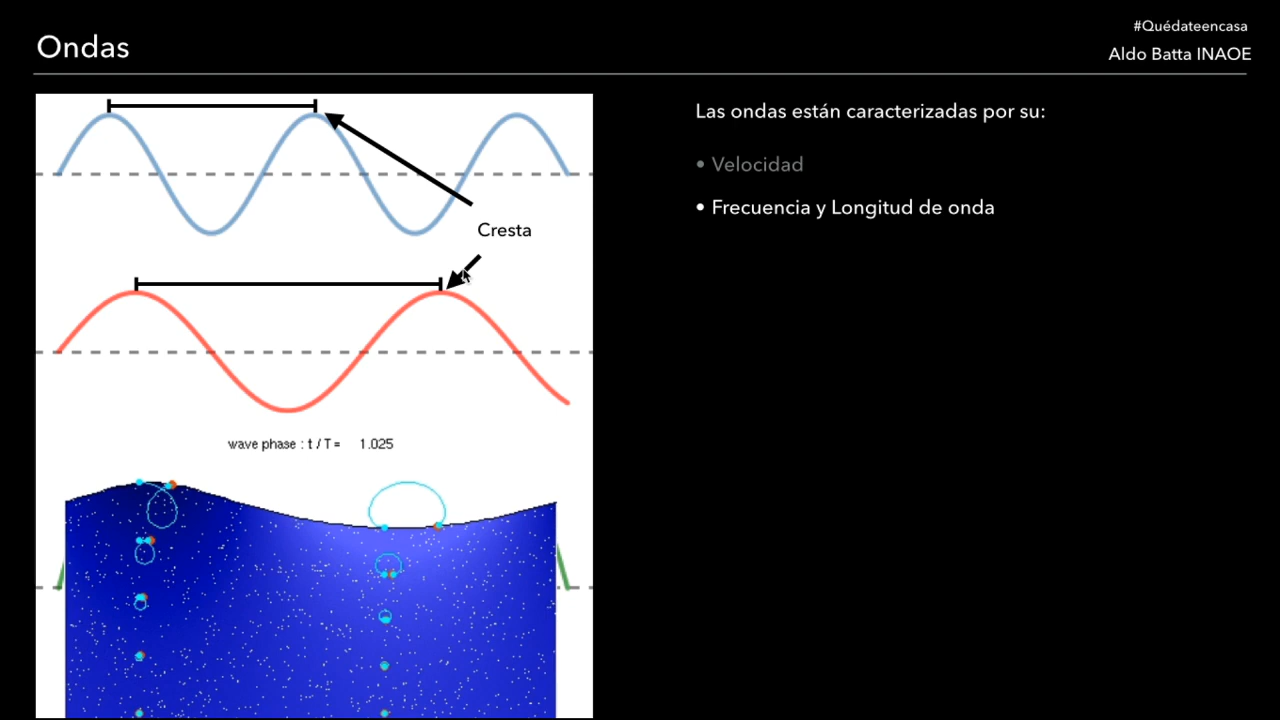 Ondas
#Quédateencasa
Aldo Batta INAOE
Las ondas están caracterizadas por su:
• Velocidad
• Frecuencia y Longitud de onda
Cresta
wave phase : t / T = 1.025